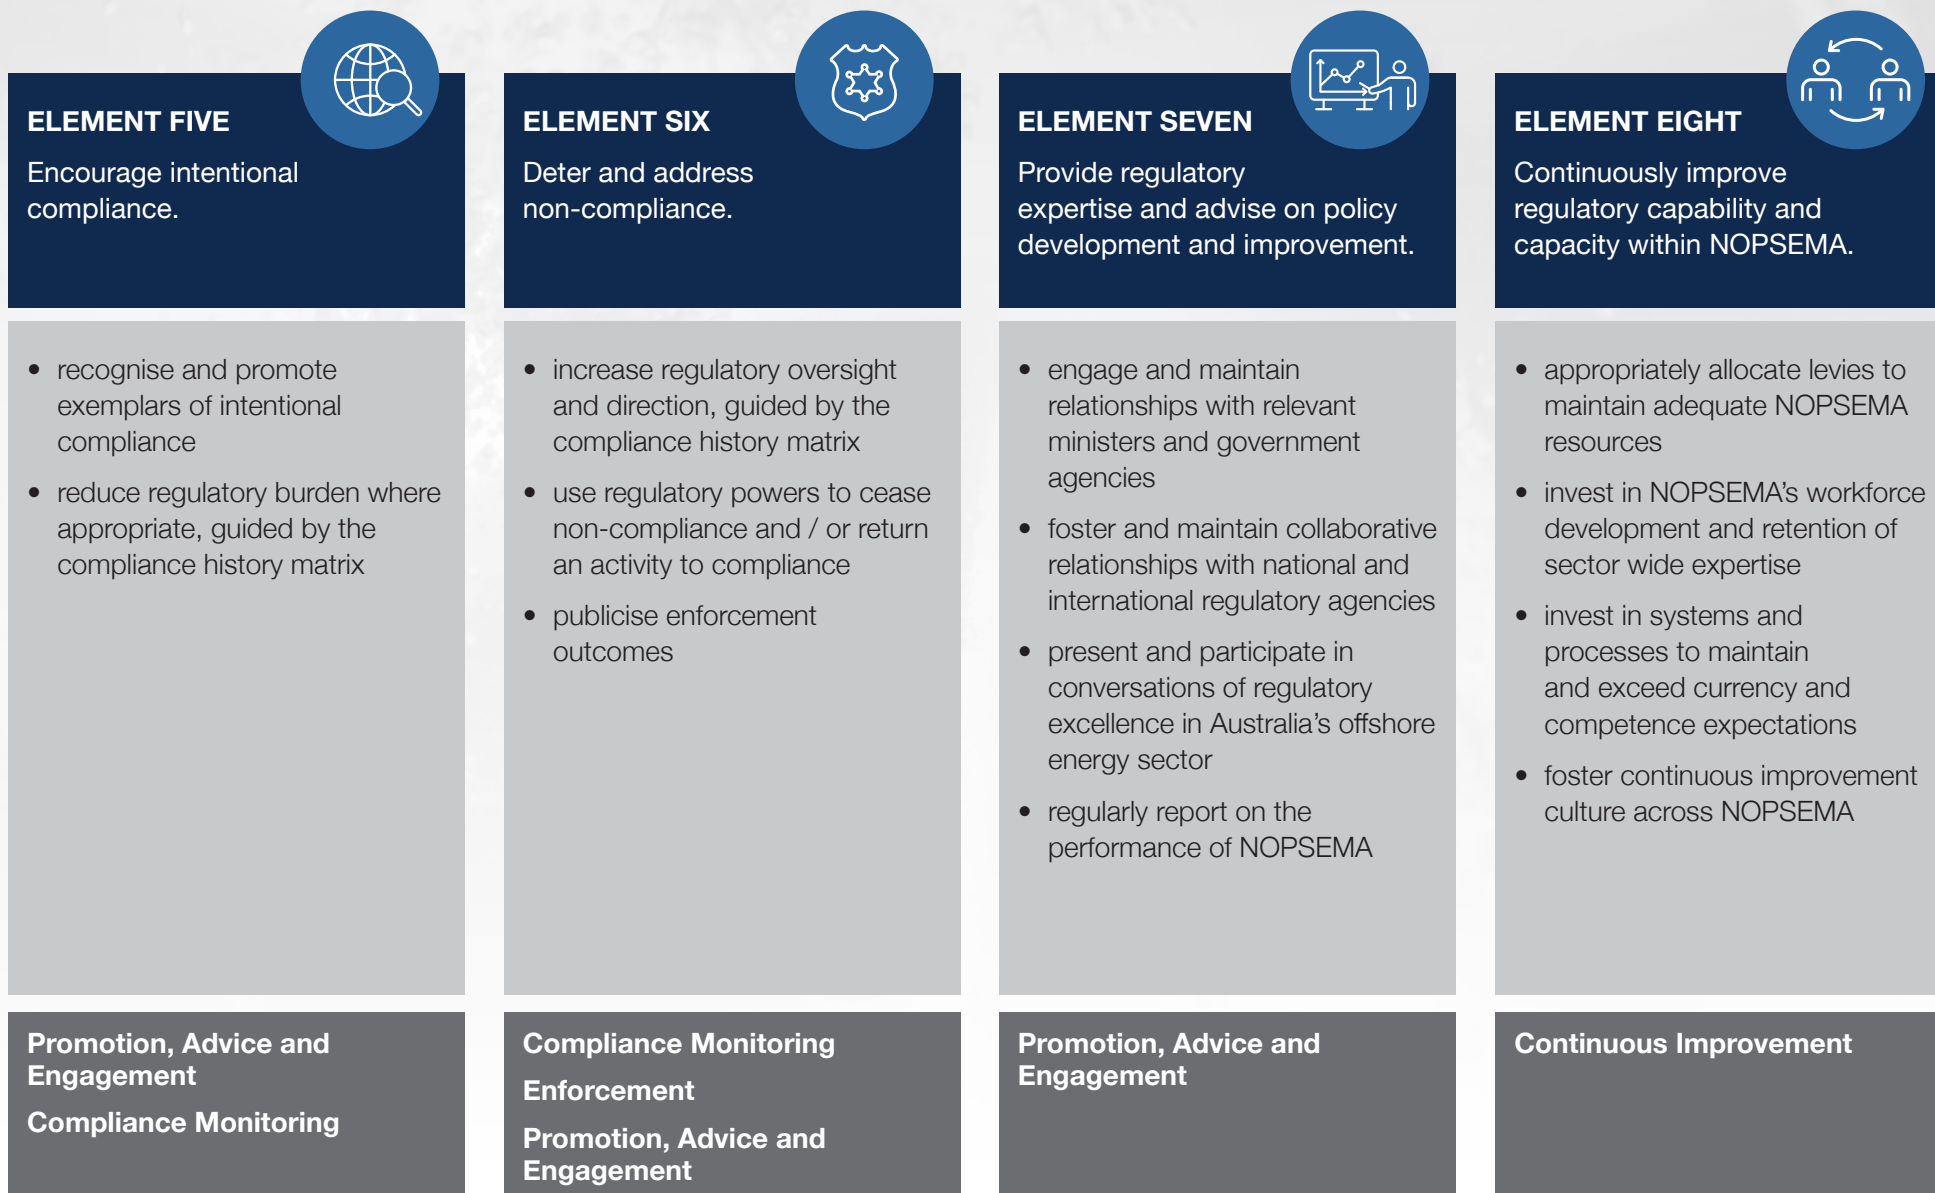 ELEMENT FIVE
Encourage intentional
compliance.
• recognise and promote
exemplars of intentional
compliance
• reduce regulatory burden where
appropriate, guided by the
compliance history matrix
Promotion, Advice and
Engagement
Compliance Monitoring
ELEMENT SIX
Deter and address
non-compliance.
• increase regulatory oversight
and direction, guided by the
compliance history matrix
• use regulatory powers to cease
non-compliance and / or return
an activity to compliance
• publicise enforcement
outcomes
Compliance Monitoring
Enforcement
Promotion, Advice and
Engagement
ELEMENT SEVEN
Provide regulatory
expertise and advise on policy
development and improvement.
• engage and maintain
relationships with relevant
ministers and government
agencies
• foster and maintain collaborative
relationships with national and
international regulatory agencies
• present and participate in
conversations of regulatory
excellence in Australia's offshore
energy sector
• regularly report on the
performance of NOPSEMA
Promotion, Advice and
Engagement
ELEMENT EIGHT
Continuously improve
regulatory capability and
capacity within NOPSEMA.
• appropriately allocate levies to
maintain adequate NOPSEMA
resources
• invest in NOPSEMA's workforce
development and retention of
sector wide expertise
• invest in systems and
processes to maintain
and exceed currency and
competence expectations
• foster continuous improvement
culture across NOPSEMA
Continuous Improvement